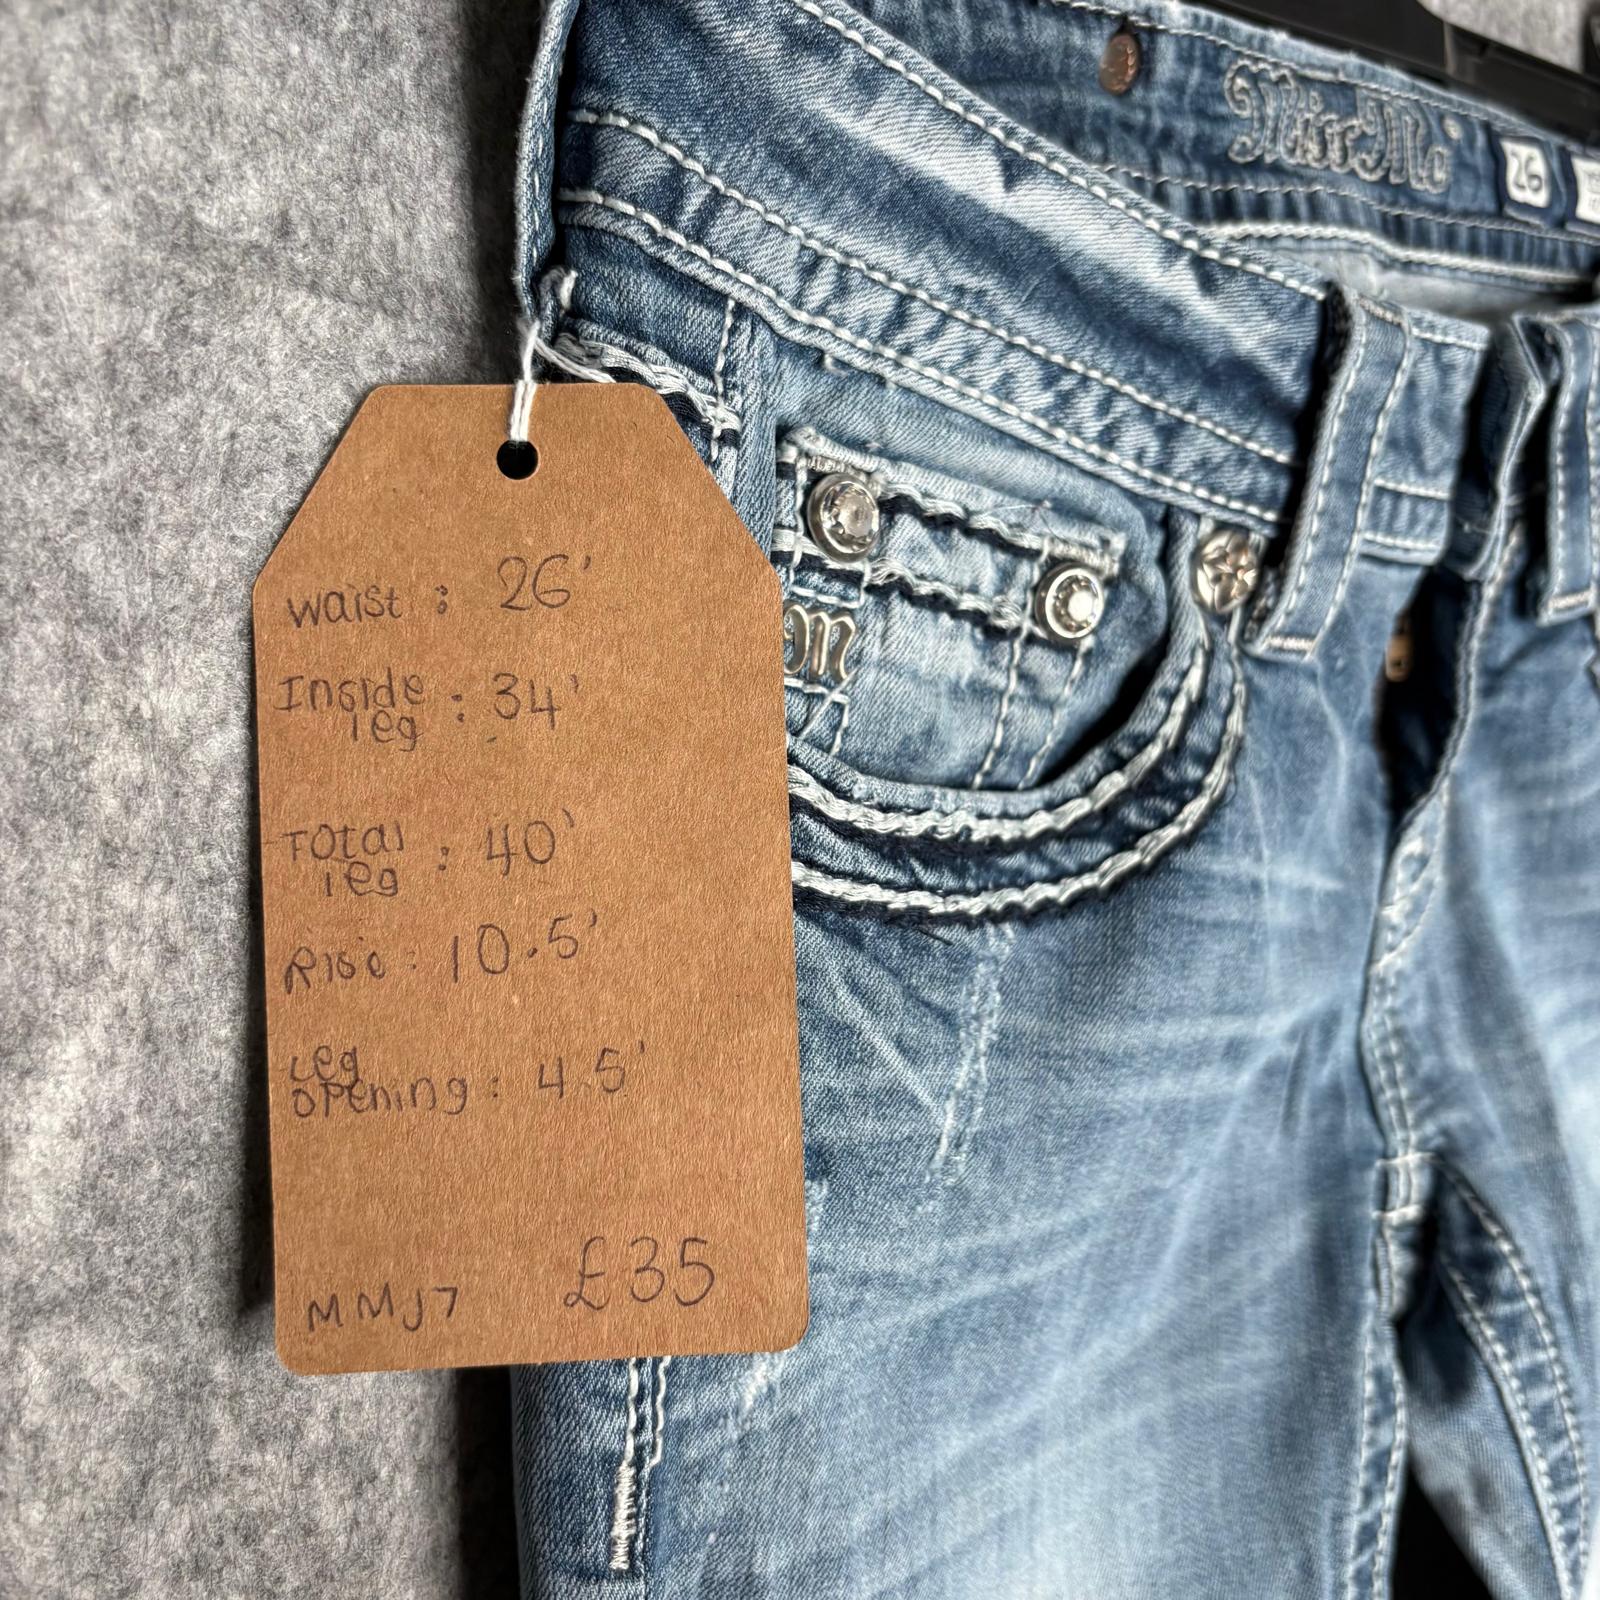 Miss Me
26
waist : 26'
Inside
leg : 34'
Total
leg : 40'
Rise : 10.5'
Leg
opening : 4.5'
MMJ7 £35
m